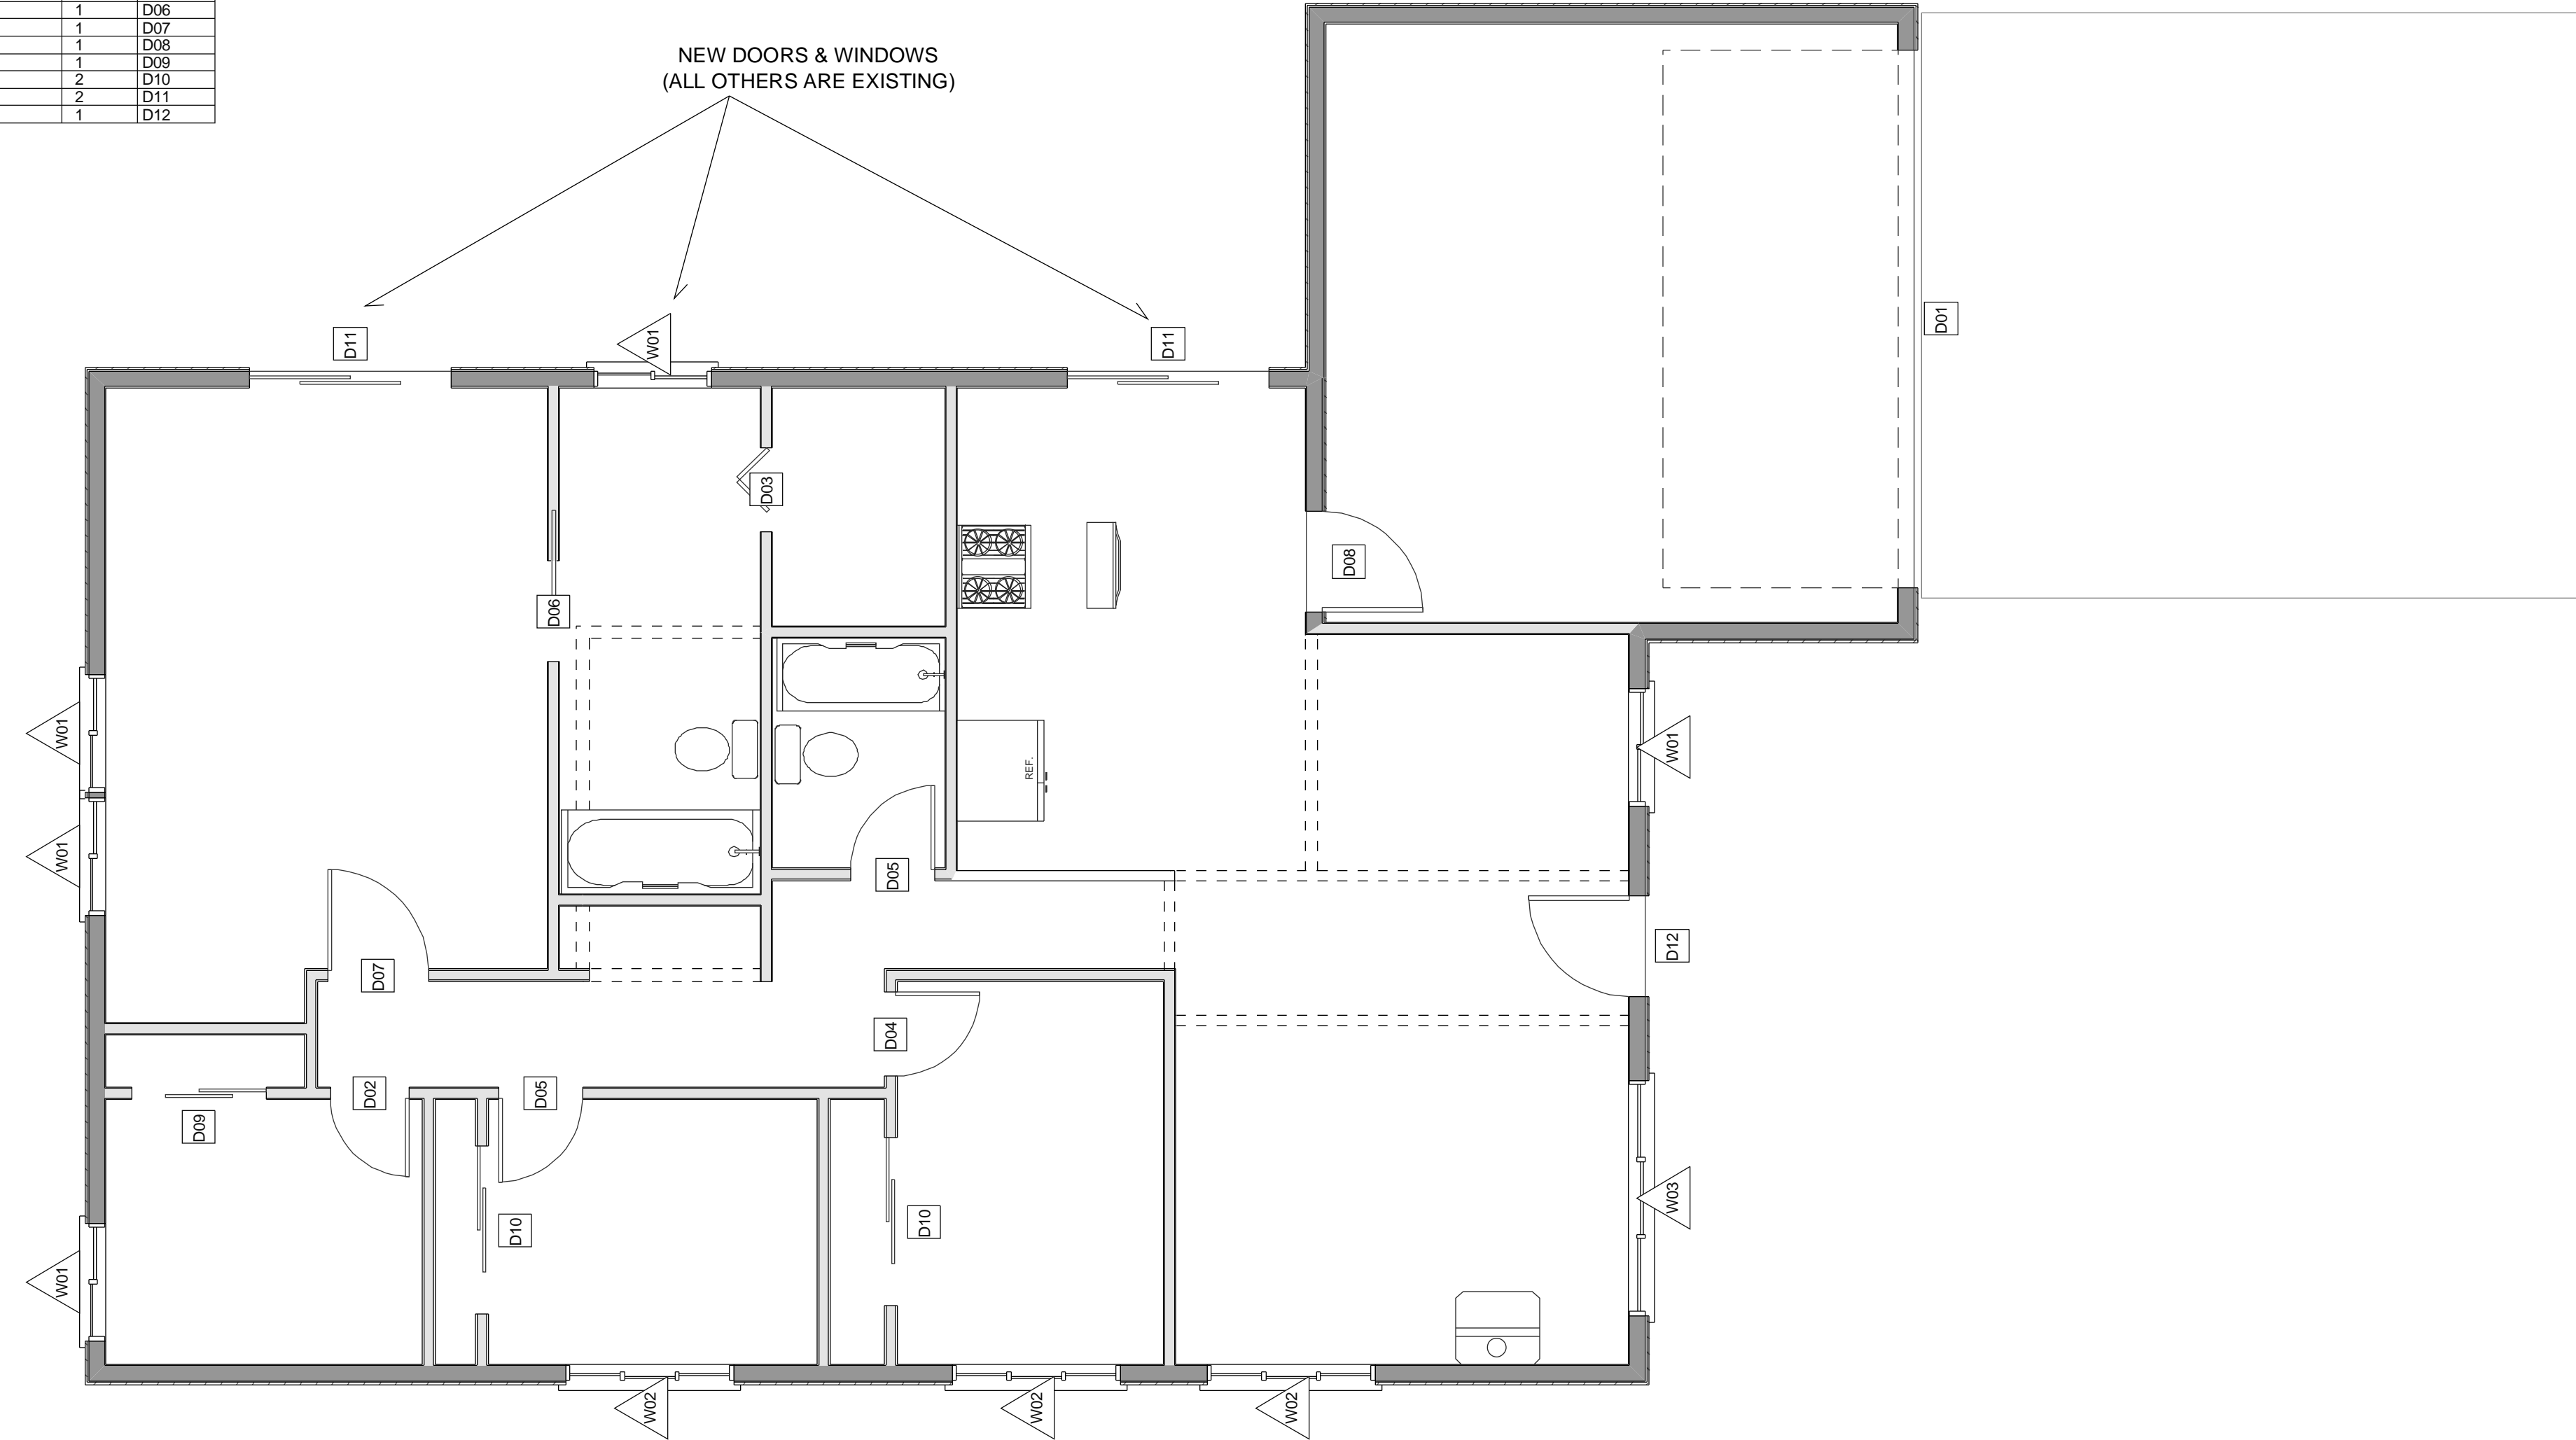 1 D06
1 D07
1 D08
1 D09
2 D10
2 D11
1 D12
NEW DOORS & WINDOWS
(ALL OTHERS ARE EXISTING)
D11
W01
D11
D01
D03
D08
D06
W01
W01
REF.
W01
D05
D12
D07
D04
D02
D05
D09
W03
D10
D10
W01
W02
W02
W02